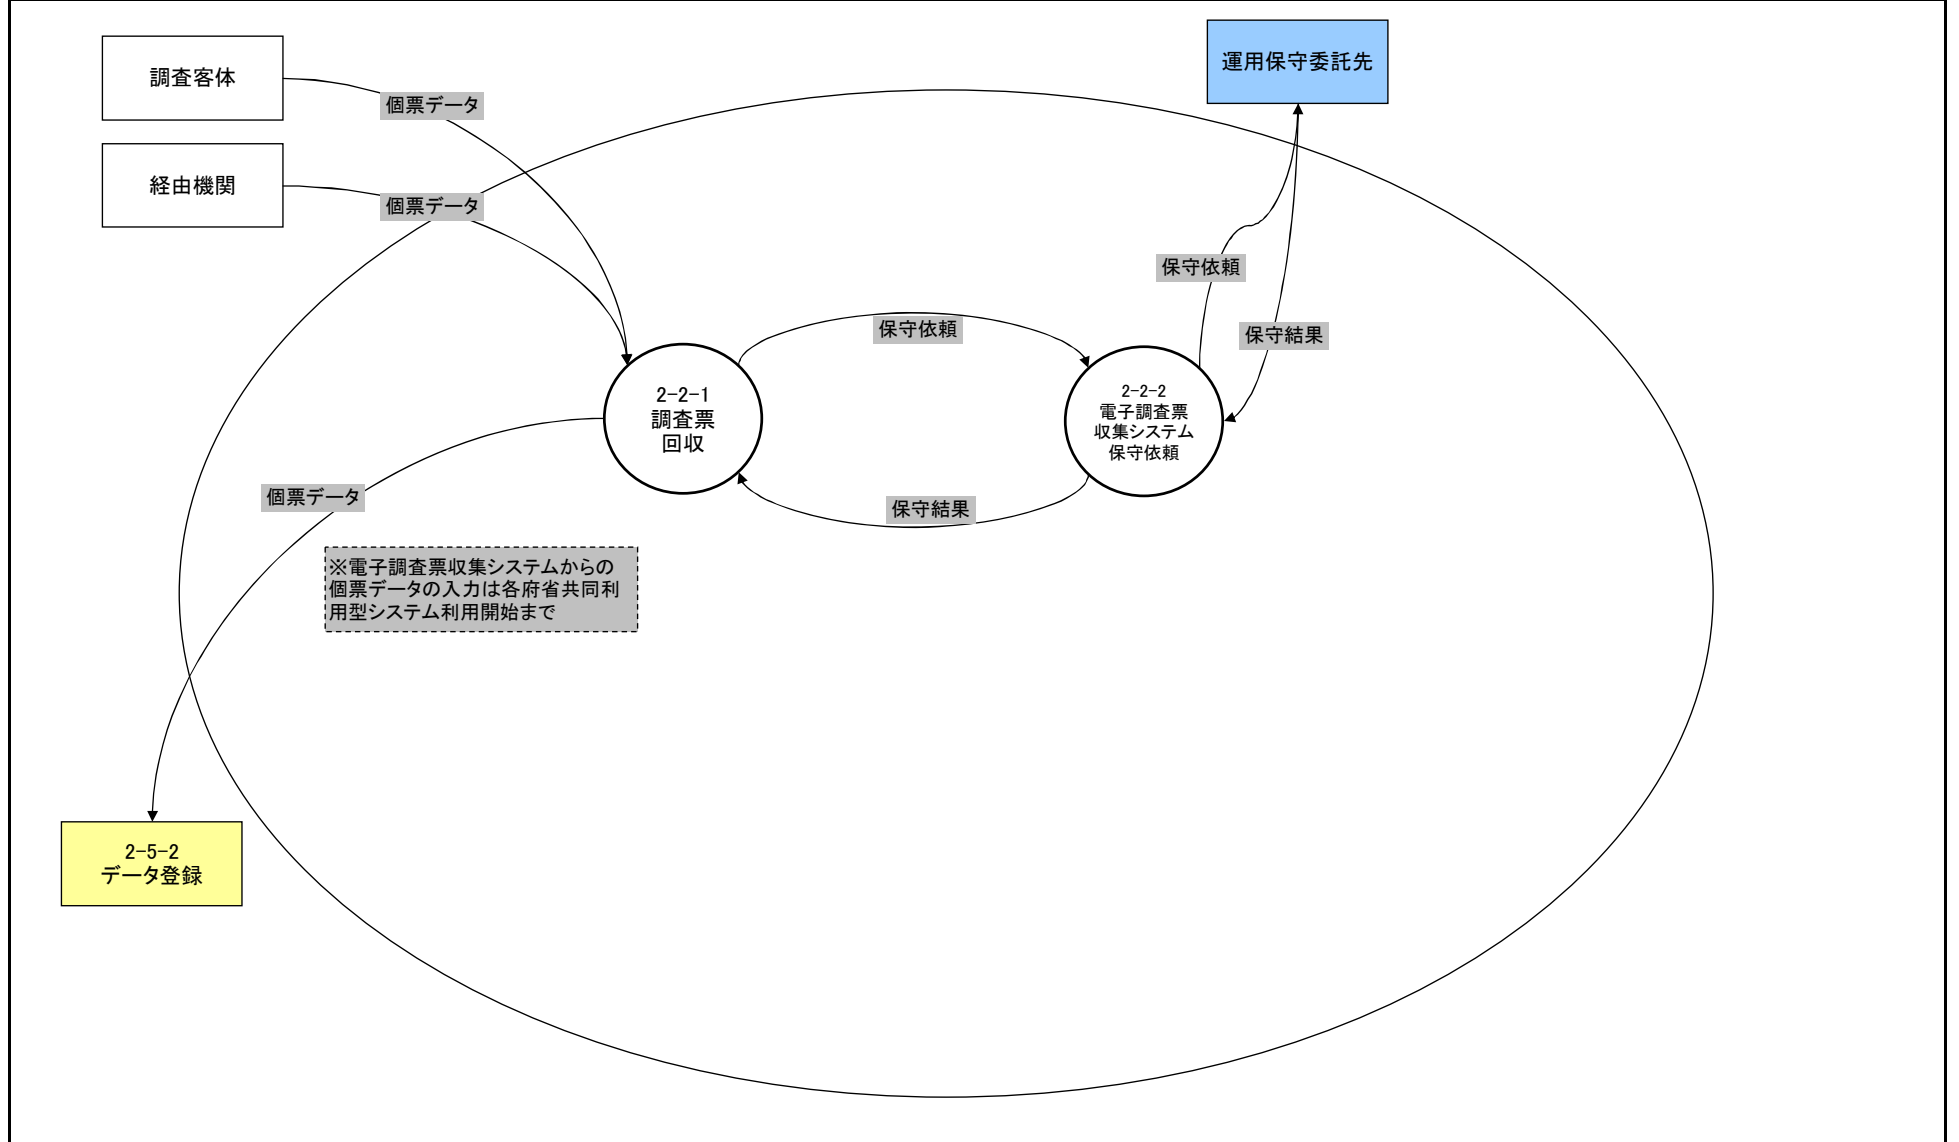 調査客体
運用保守委託先
個票データ
経由機関
個票データ
保守依頼
保守依頼
保守結果
2-2-1
調査票
回収
2-2-2
電子調査票
収集システム
保守依頼
個票データ
保守結果
※電子調査票収集システムからの
個票データの入力は各府省共同利
用型システム利用開始まで
2-5-2
データ登録